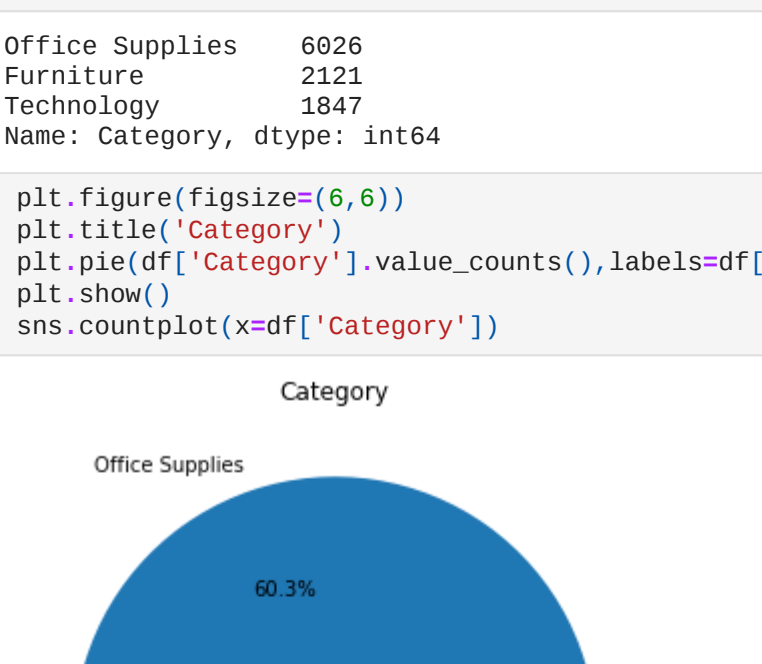 Office Supplies    6026
Furniture          2121
Technology         1847
Name: Category, dtype: int64
plt.figure(figsize=(6,6))
plt.title('Category')
plt.pie(df['Category'].value_counts(),labels=df[
plt.show()
sns.countplot(x=df['Category'])
Category
Office Supplies
60.3%